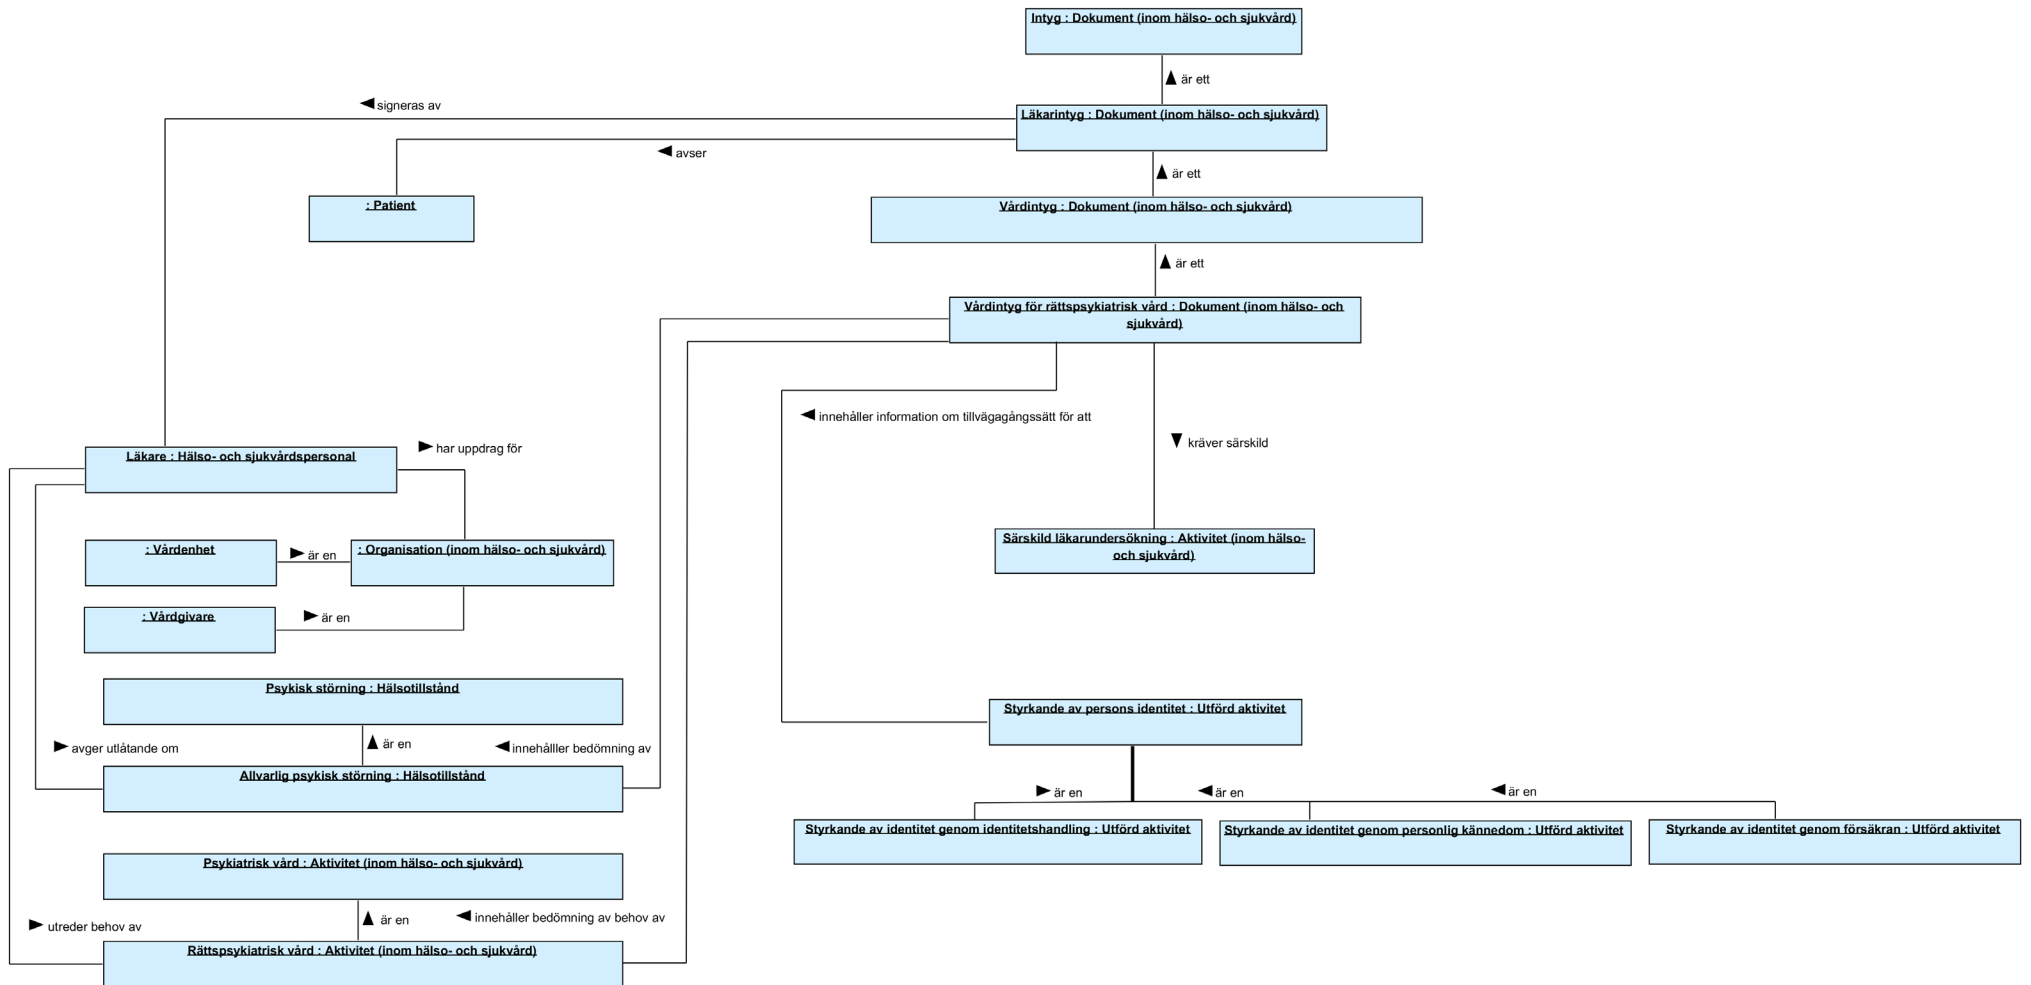 Intyg : Dokument (inom hälso- och sjukvård)
är ett
signeras av
Läkarintyg : Dokument (inom hälso- och sjukvård)
avser
är ett
: Patient
Vårdintyg : Dokument (inom hälso- och sjukvård)
är ett
Vårdintyg för rättspsykiatrisk vård : Dokument (inom hälso- och
sjukvård)
innehåller information om tillvägagångssätt för att
kräver särskild
har uppdrag för
Läkare : Hälso- och sjukvårdspersonal
Särskild läkarundersökning : Aktivitet (inom hälso-
och sjukvård)
: Vårdenhet
är en
: Organisation (inom hälso- och sjukvård)
: Vårdgivare
är en
Psykisk störning : Hälsotillstånd
Styrkande av persons identitet : Utförd aktivitet
avger utlåtande om
är en
innehålller bedömning av
Allvarlig psykisk störning : Hälsotillstånd
är en
är en
är en
Styrkande av identitet genom identitetshandling : Utförd aktivitet
Styrkande av identitet genom personlig kännedom : Utförd aktivitet
Styrkande av identitet genom försäkran : Utförd aktivitet
Psykiatrisk vård : Aktivitet (inom hälso- och sjukvård)
utreder behov av
är en
innehåller bedömning av behov av
Rättspsykiatrisk vård : Aktivitet (inom hälso- och sjukvård)